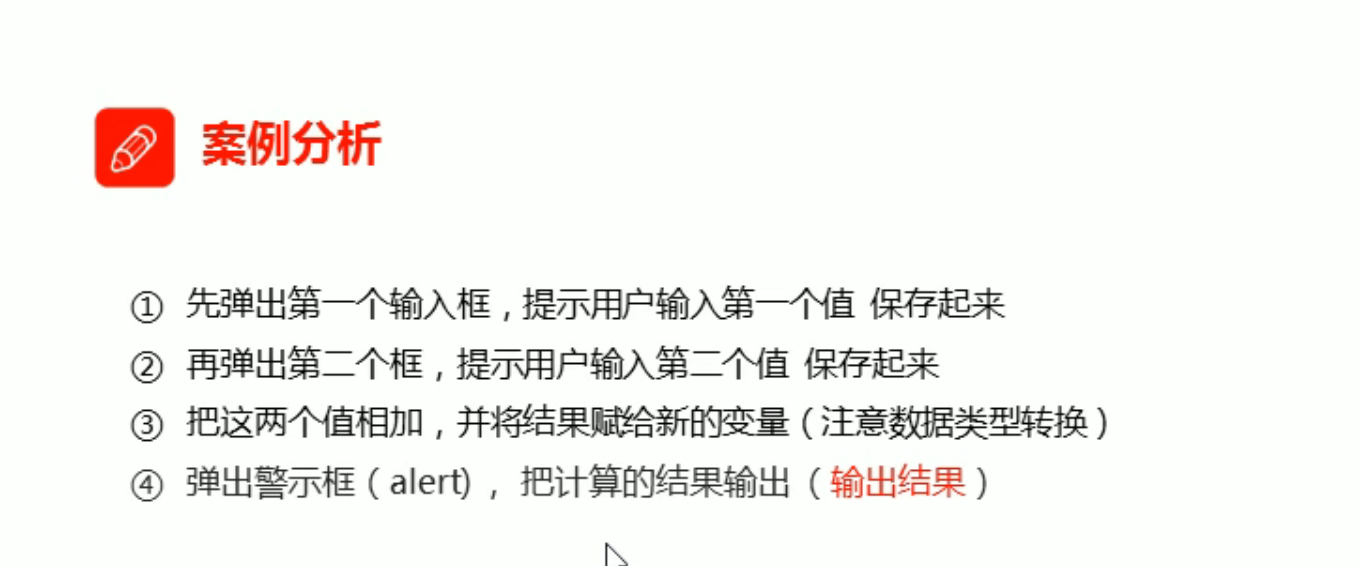 案例分析
① 先弹出第一个输入框，提示用户输入第一个值 保存起来
② 再弹出第二个框，提示用户输入第二个值 保存起来
③ 把这两个值相加，并将结果赋给新的变量（注意数据类型转换）
④ 弹出警示框（alert)， 把计算的结果输出（输出结果）